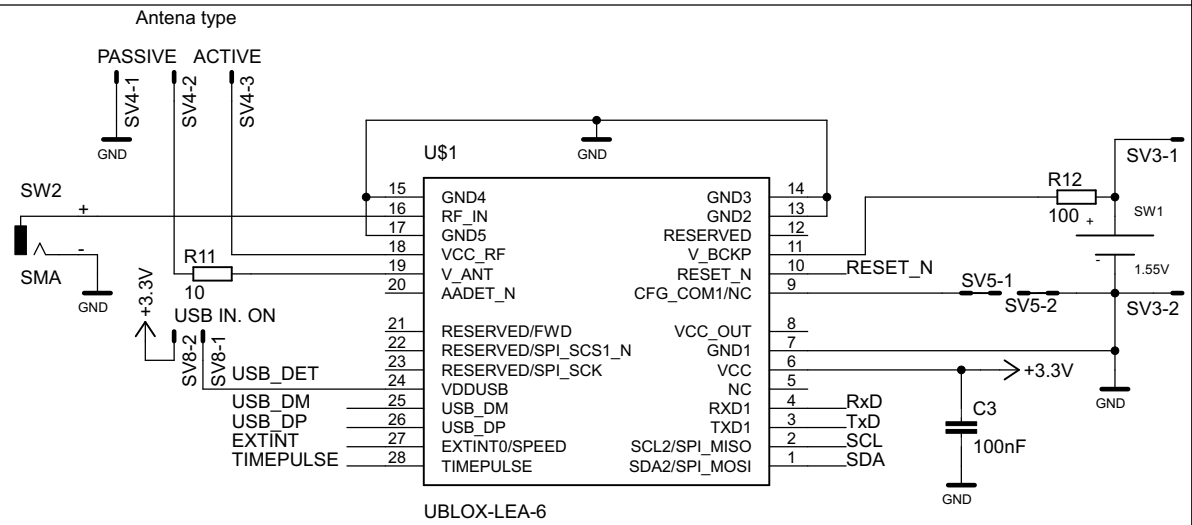 Antena type
PASSIVE ACTIVE
SV4-1
SV4-2
SV4-3
GND
GND
U$1
SV3-1
SW2
+
-
SMA
GND
R11
10
R12
100
+
SW1
-
1.55V
SV3-2
SV5-1
SV5-2
GND
+3.3V
USB IN. ON
SV8-2
SV8-1
15 GND4
16 RF_IN
17 GND5
18 VCC_RF
19 V_ANT
20 AADET_N
21 RESERVED/FWD
22 RESERVED/SPI_SCS1_N
23 RESERVED/SPI_SCK
USB_DET 24 VDDUSB
USB_DM 25 USB_DM
USB_DP 26 USB_DP
EXTINT 27 EXTINT0/SPEED
TIMEPULSE 28 TIMEPULSE
GND3 14
GND2 13
RESERVED 12
V_BCKP 11
RESET_N 10 RESET_N
CFG_COM1/NC 9
VCC_OUT 8
GND1 7
VCC 6 +3.3V
NC 5
RXD1 4 RxD
TXD1 3 TxD
SCL2/SPI_MISO 2 SCL
SDA2/SPI_MOSI 1 SDA
C3
100nF
GND
UBLOX-LEA-6